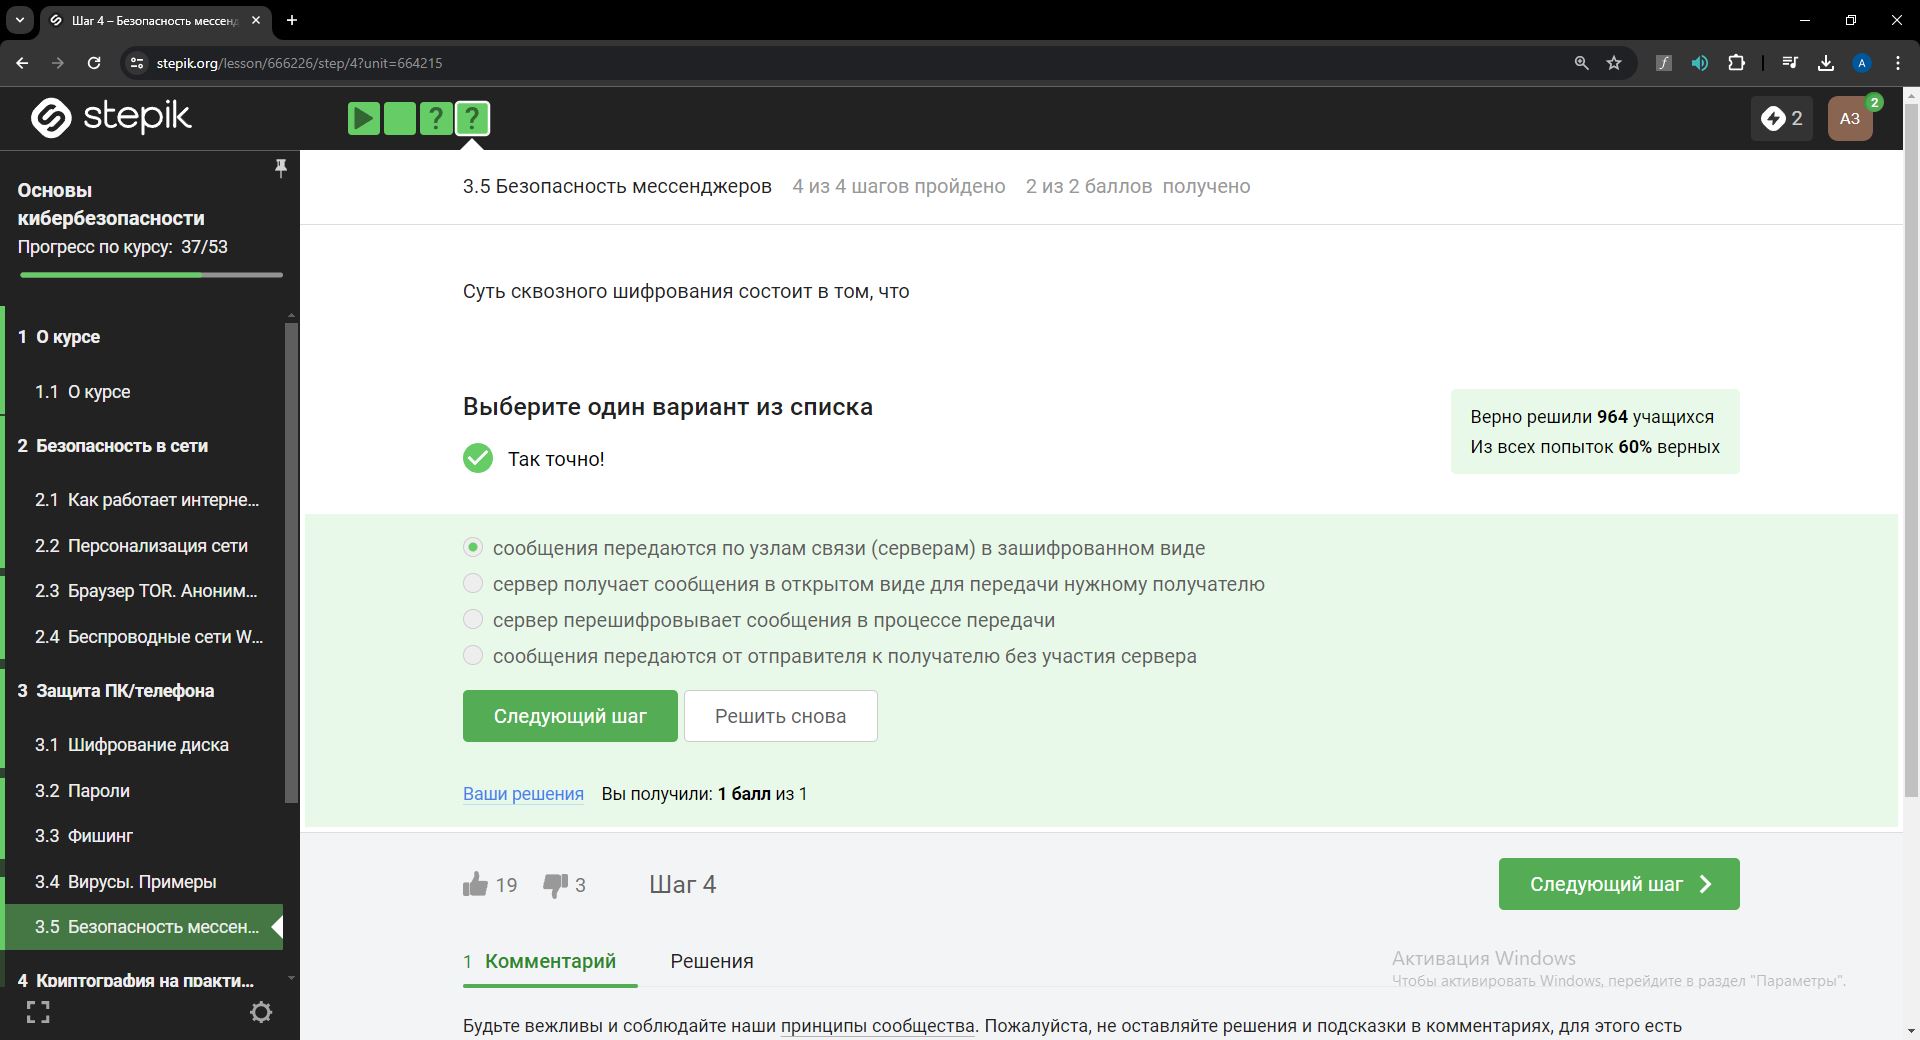 Шаг 4 – Безопасность мессенд
stepik.org/lesson/666226/step/4?unit=664215
A
stepik
? ?
2
АЗ
2
Основы кибербезопасности
Прогресс по курсу: 37/53
1 О курсе
1.1 О курсе
2 Безопасность в сети
2.1 Как работает интерне...
2.2 Персонализация сети
2.3 Браузер TOR. Аноним...
2.4 Беспроводные сети W...
3 Защита ПК/телефона
3.1 Шифрование диска
3.2 Пароли
3.3 Фишинг
3.4 Вирусы. Примеры
3.5 Безопасность мессен...
4 Криптография на практи...
3.5 Безопасность мессенджеров 4 из 4 шагов пройдено 2 из 2 баллов получено
Суть сквозного шифрования состоит в том, что
Выберите один вариант из списка
Так точно!
Верно решили 964 учащихся
Из всех попыток 60% верных
сообщения передаются по узлам связи (серверам) в зашифрованном виде
сервер получает сообщения в открытом виде для передачи нужному получателю
сервер перешифровывает сообщения в процессе передачи
сообщения передаются от отправителя к получателю без участия сервера
Следующий шаг Решить снова
Ваши решения Вы получили: 1 балл из 1
19 3 Шаг 4 Следующий шаг
1 Комментарий Решения
Активация Windows
Чтобы активировать Windows, перейдите в раздел "Параметры".
Будьте вежливы и соблюдайте наши принципы сообщества. Пожалуйста, не оставляйте решения и подсказки в комментариях, для этого есть